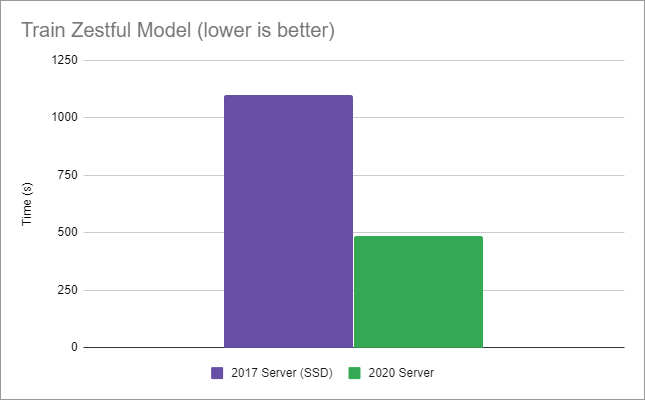 Train Zestful Model (lower is better)
1250
1000
750
500
250
0
Time (s)
2017 Server (SSD)
2020 Server